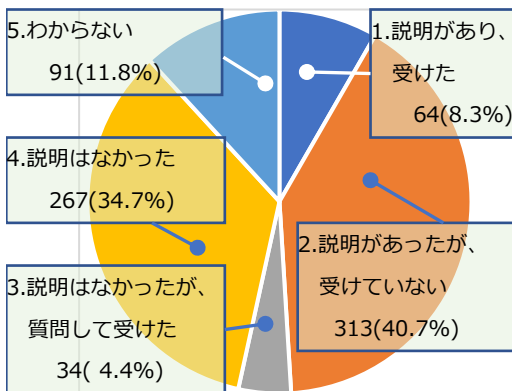 1.説明があり、
受けた
64(8.3%)
2.説明があったが、
受けていない
313(40.7%)
3.説明はなかったが、
質問して受けた
34( 4.4%)
4.説明はなかった
267(34.7%)
5.わからない
91(11.8%)